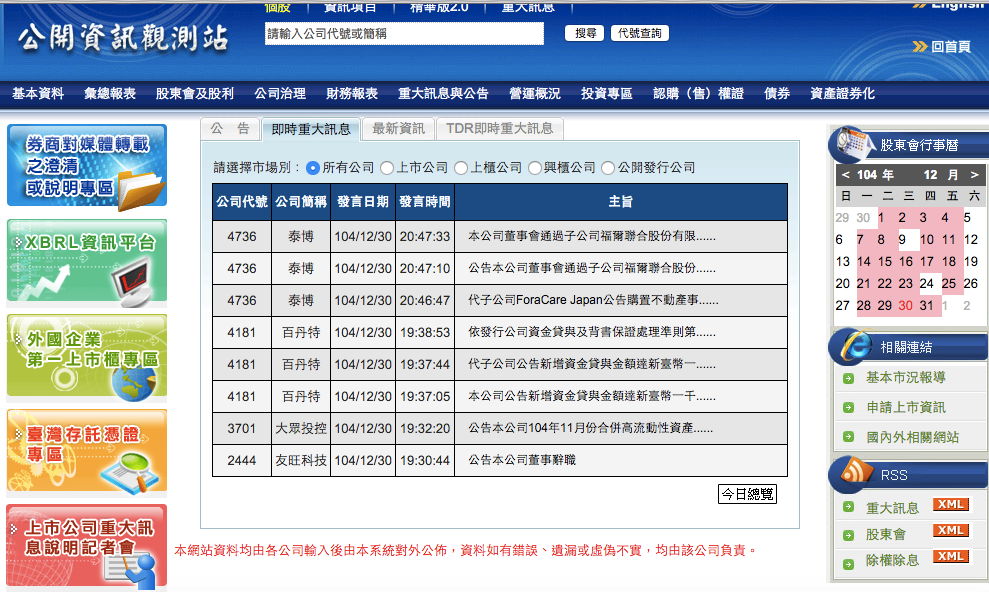 個股 | 資訊項目 | 精華版2.0 | 重大訊息 |
English
公開資訊觀測站
請輸入公司代號或簡稱
搜尋
代號查詢
回首頁
基本資料 彙總報表 股東會及股利 公司治理 財務報表 重大訊息與公告 營運概況 投資專區 認購（售）權證 債券 資產證券化
券商對媒體轉載
之澄清
或說明專區
XBRL資訊平台
外國企業
第一上市櫃專區
臺灣存託憑證
專區
上市公司重大訊
息說明記者會
公 告 即時重大訊息 最新資訊 TDR即時重大訊息
請選擇市場別： 所有公司 上市公司 上櫃公司 興櫃公司 公開發行公司
公司代號 公司簡稱 發言日期 發言時間 主旨
4736 泰博 104/12/30 20:47:33 本公司董事會通過子公司福爾聯合股份有限......
4736 泰博 104/12/30 20:47:10 公告本公司董事會通過子公司福爾聯合股份......
4736 泰博 104/12/30 20:46:47 代子公司ForaCare Japan公告購置不動產事......
4181 百丹特 104/12/30 19:38:53 依發行公司資金貸與及背書保證處理準則第......
4181 百丹特 104/12/30 19:37:44 代子公司公告新增資金貸與金額達新臺幣一......
4181 百丹特 104/12/30 19:37:05 本公司公告新增資金貸與金額達新臺幣一千......
3701 大眾投控 104/12/30 19:32:20 公告本公司104年11月份合併高流動性資產......
2444 友旺科技 104/12/30 19:30:44 公告本公司董事辭職
今日總覽
本網站資料均由各公司輸入後由本系統對外公佈，資料如有錯誤、遺漏或虛偽不實，均由該公司負責。
股東會行事曆
< 104 年 12 月 >
日 一 二 三 四 五 六
29 30 1 2 3 4 5
6 7 8 9 10 11 12
13 14 15 16 17 18 19
20 21 22 23 24 25 26
27 28 29 30 31 1 2
相關連結
基本市況報導
申請上市資訊
國內外相關網站
RSS
重大訊息 XML
股東會 XML
除權除息 XML